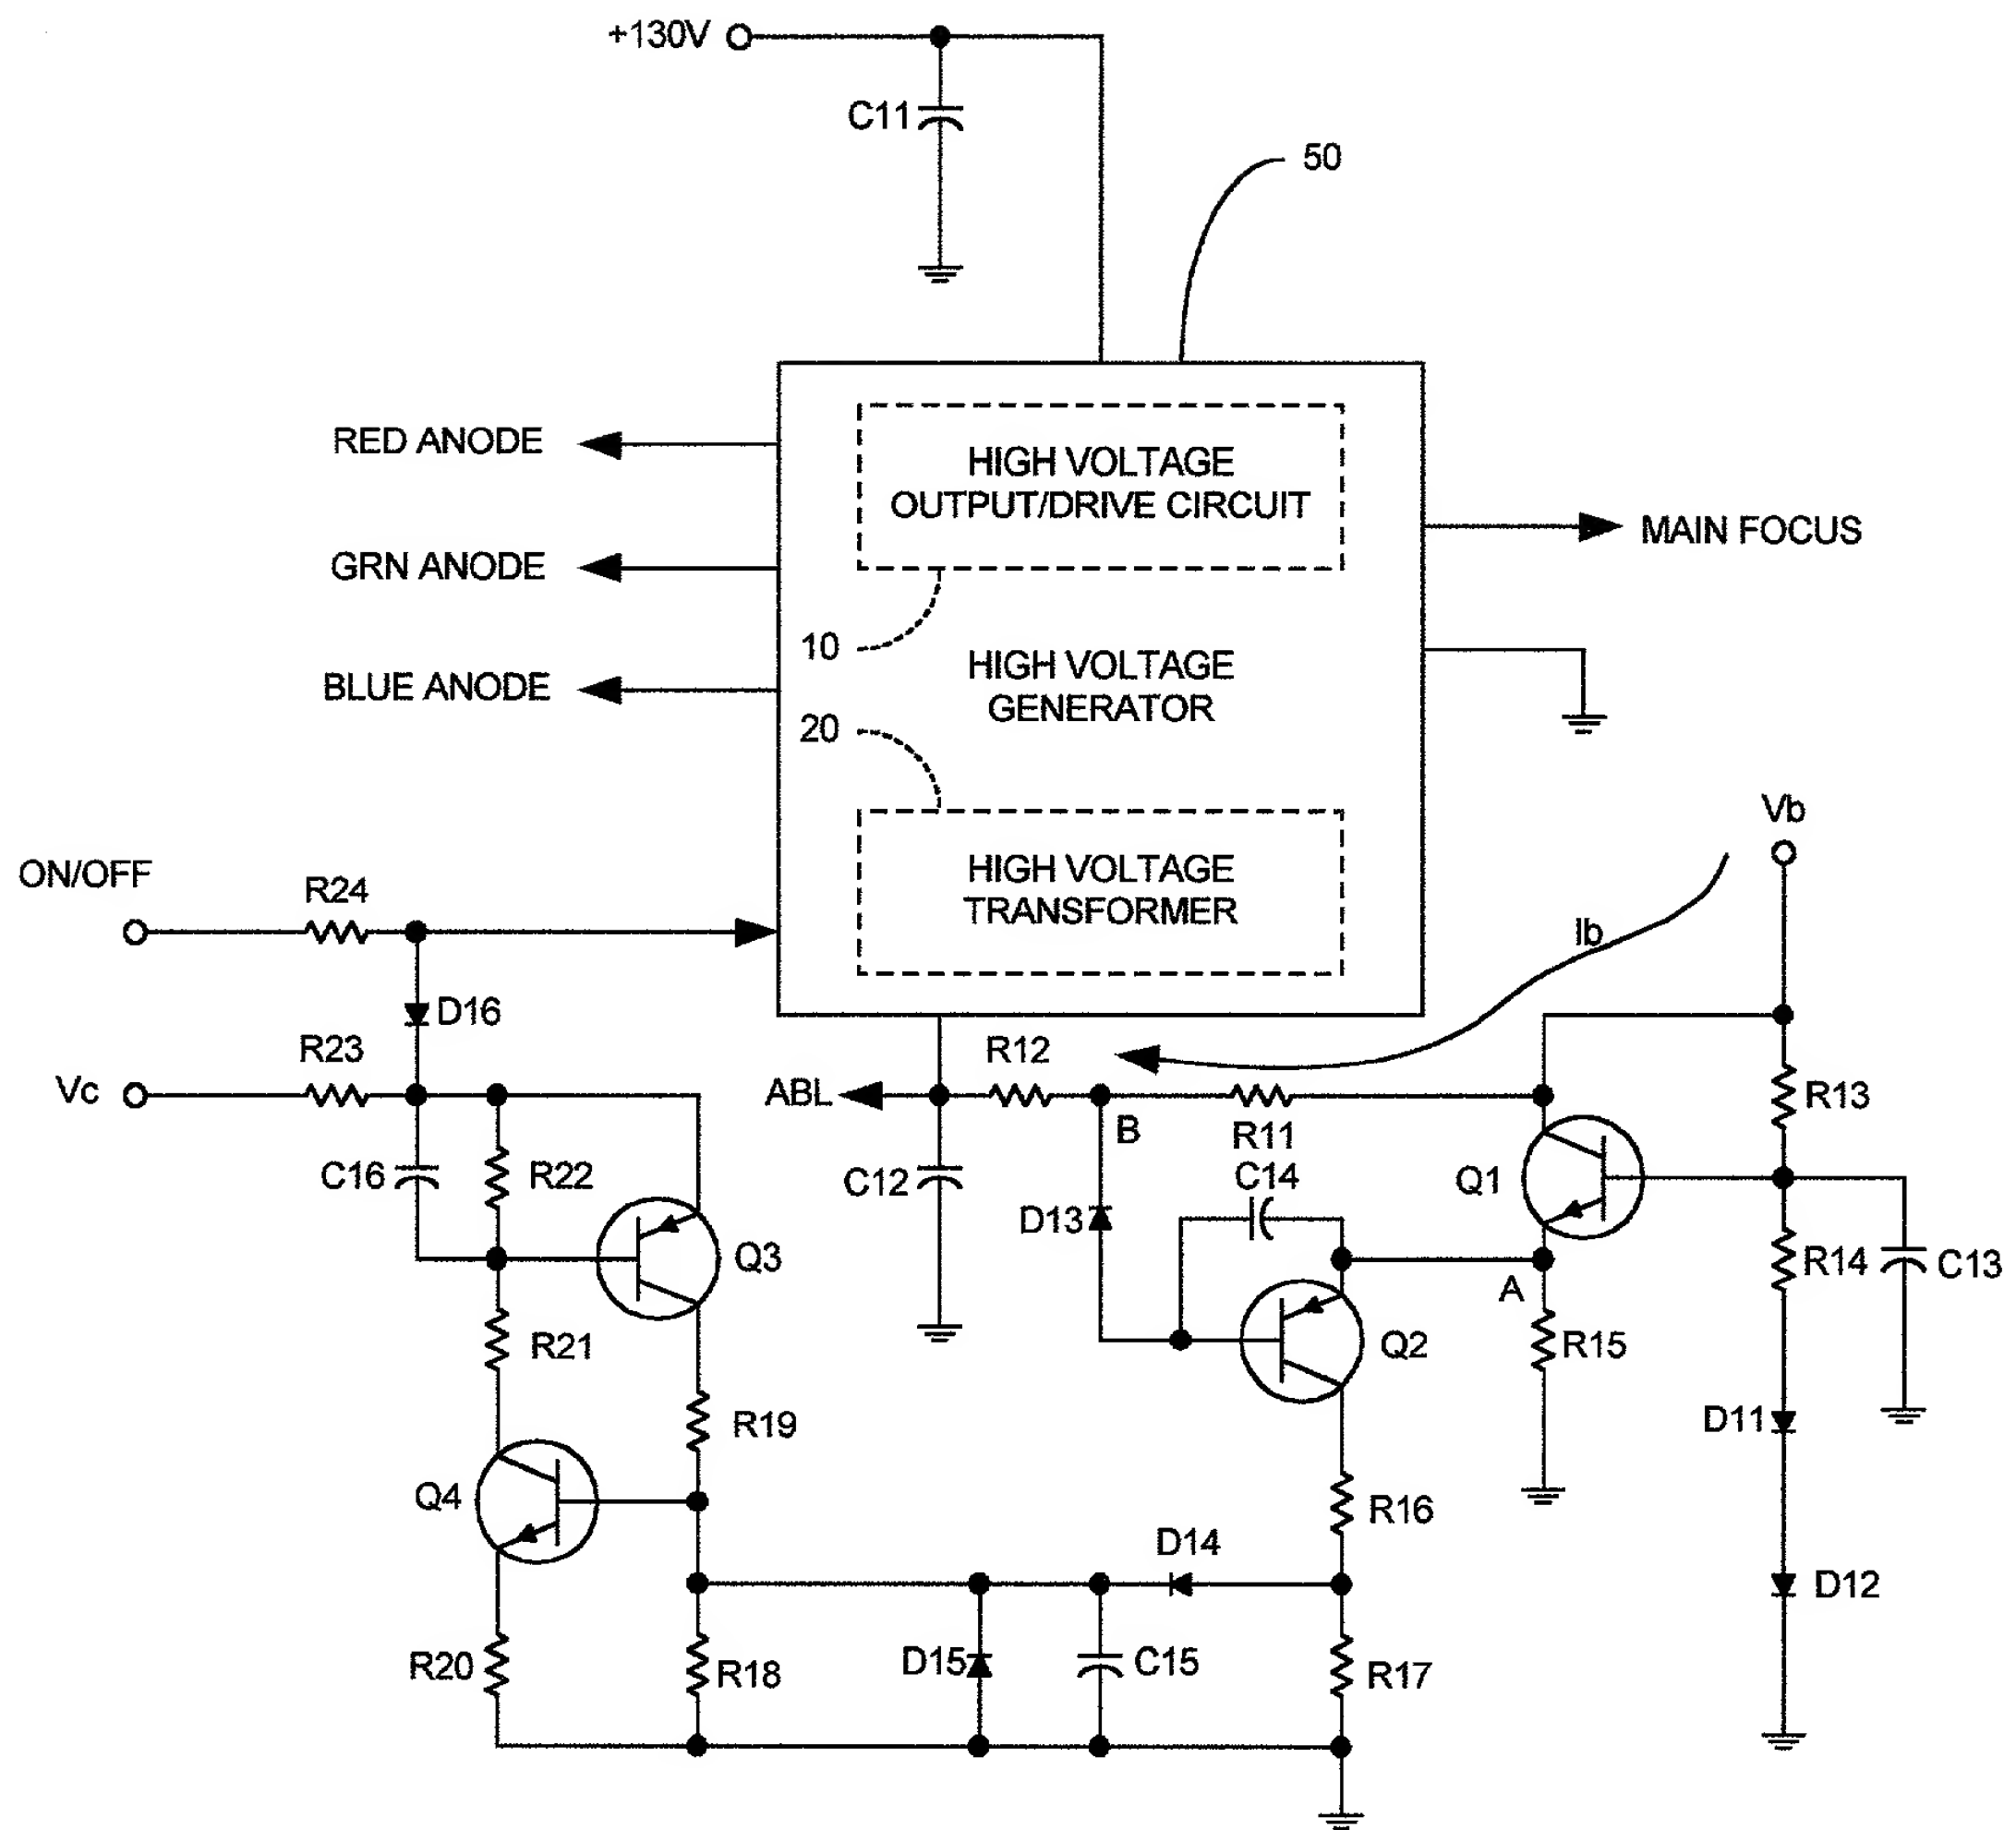 +130V
C11
50
RED ANODE
HIGH VOLTAGE
OUTPUT/DRIVE CIRCUIT
MAIN FOCUS
GRN ANODE
10
HIGH VOLTAGE
GENERATOR
BLUE ANODE
20
Vb
ON/OFF
R24
HIGH VOLTAGE
TRANSFORMER
Ib
D16
R23
R12
Vc
ABL
B
R11
R13
C16
R22
C12
C14
Q1
D13
Q3
A
R14
C13
R21
Q2
R15
R19
D11
Q4
R16
D14
D12
R20
R18
D15
C15
R17